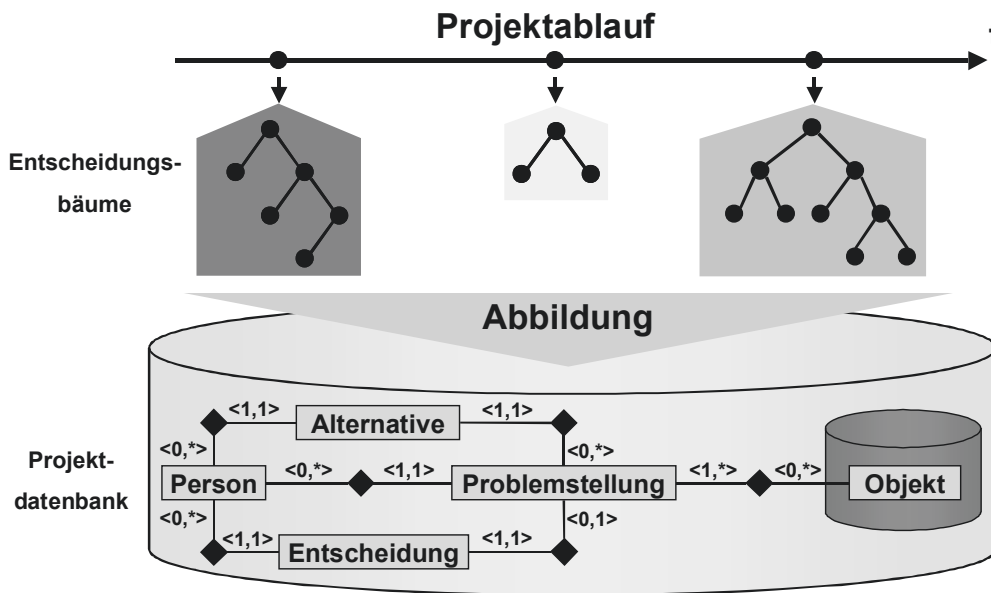 Projektablauf
Entscheidungs-
bäume
Abbildung
<1,1> Alternative <1,1>
<0,*> <0,*>
Projekt-
datenbank
Person <0,*> <1,1> Problemstellung <1,*> <0,*> Objekt
<0,*> <0,1>
<1,1> Entscheidung <1,1>